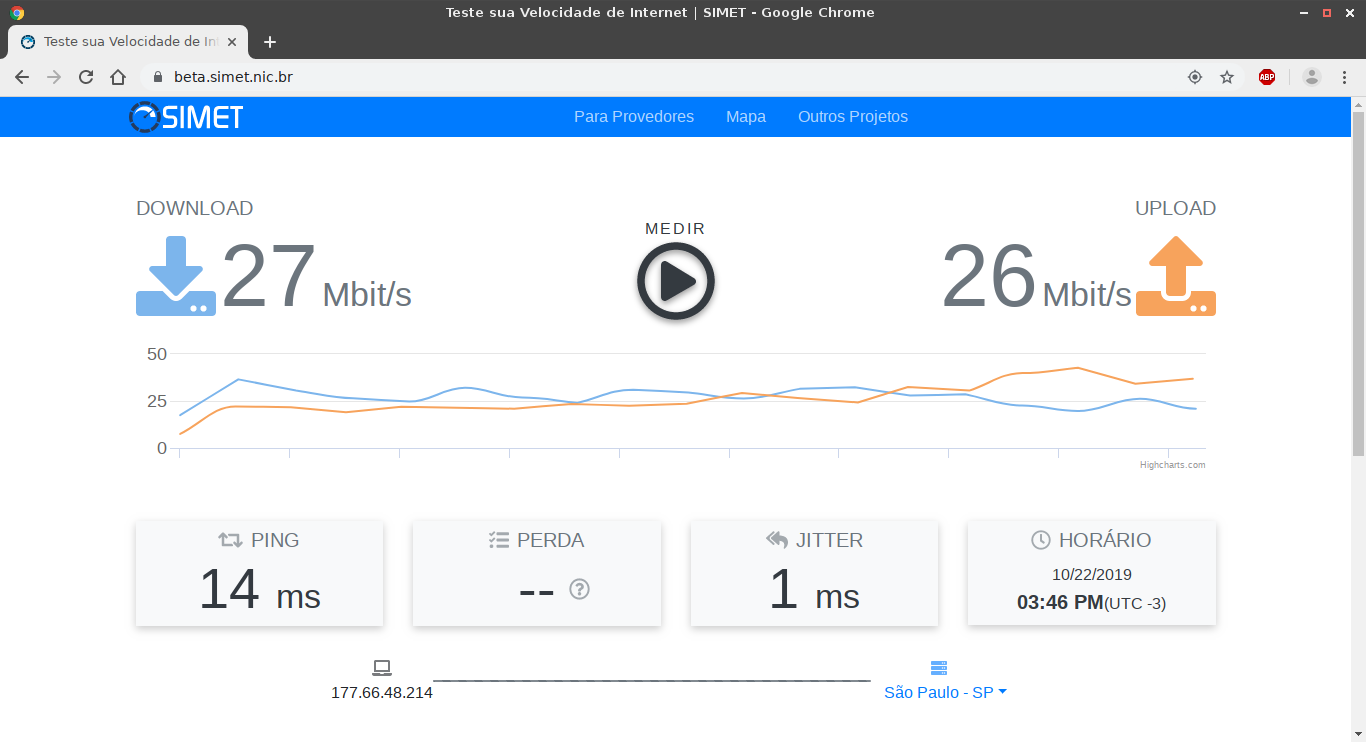 Teste sua Velocidade de Internet | SIMET - Google Chrome
Teste sua Velocidade de In
beta.simet.nic.br
ABP
SIMET
Para Provedores
Mapa
Outros Projetos
DOWNLOAD
27 Mbit/s
MEDIR
UPLOAD
26 Mbit/s
50
25
0
Highcharts.com
PING
14 ms
PERDA
--
?
JITTER
1 ms
HORÁRIO
10/22/2019
03:46 PM(UTC -3)
177.66.48.214
São Paulo - SP